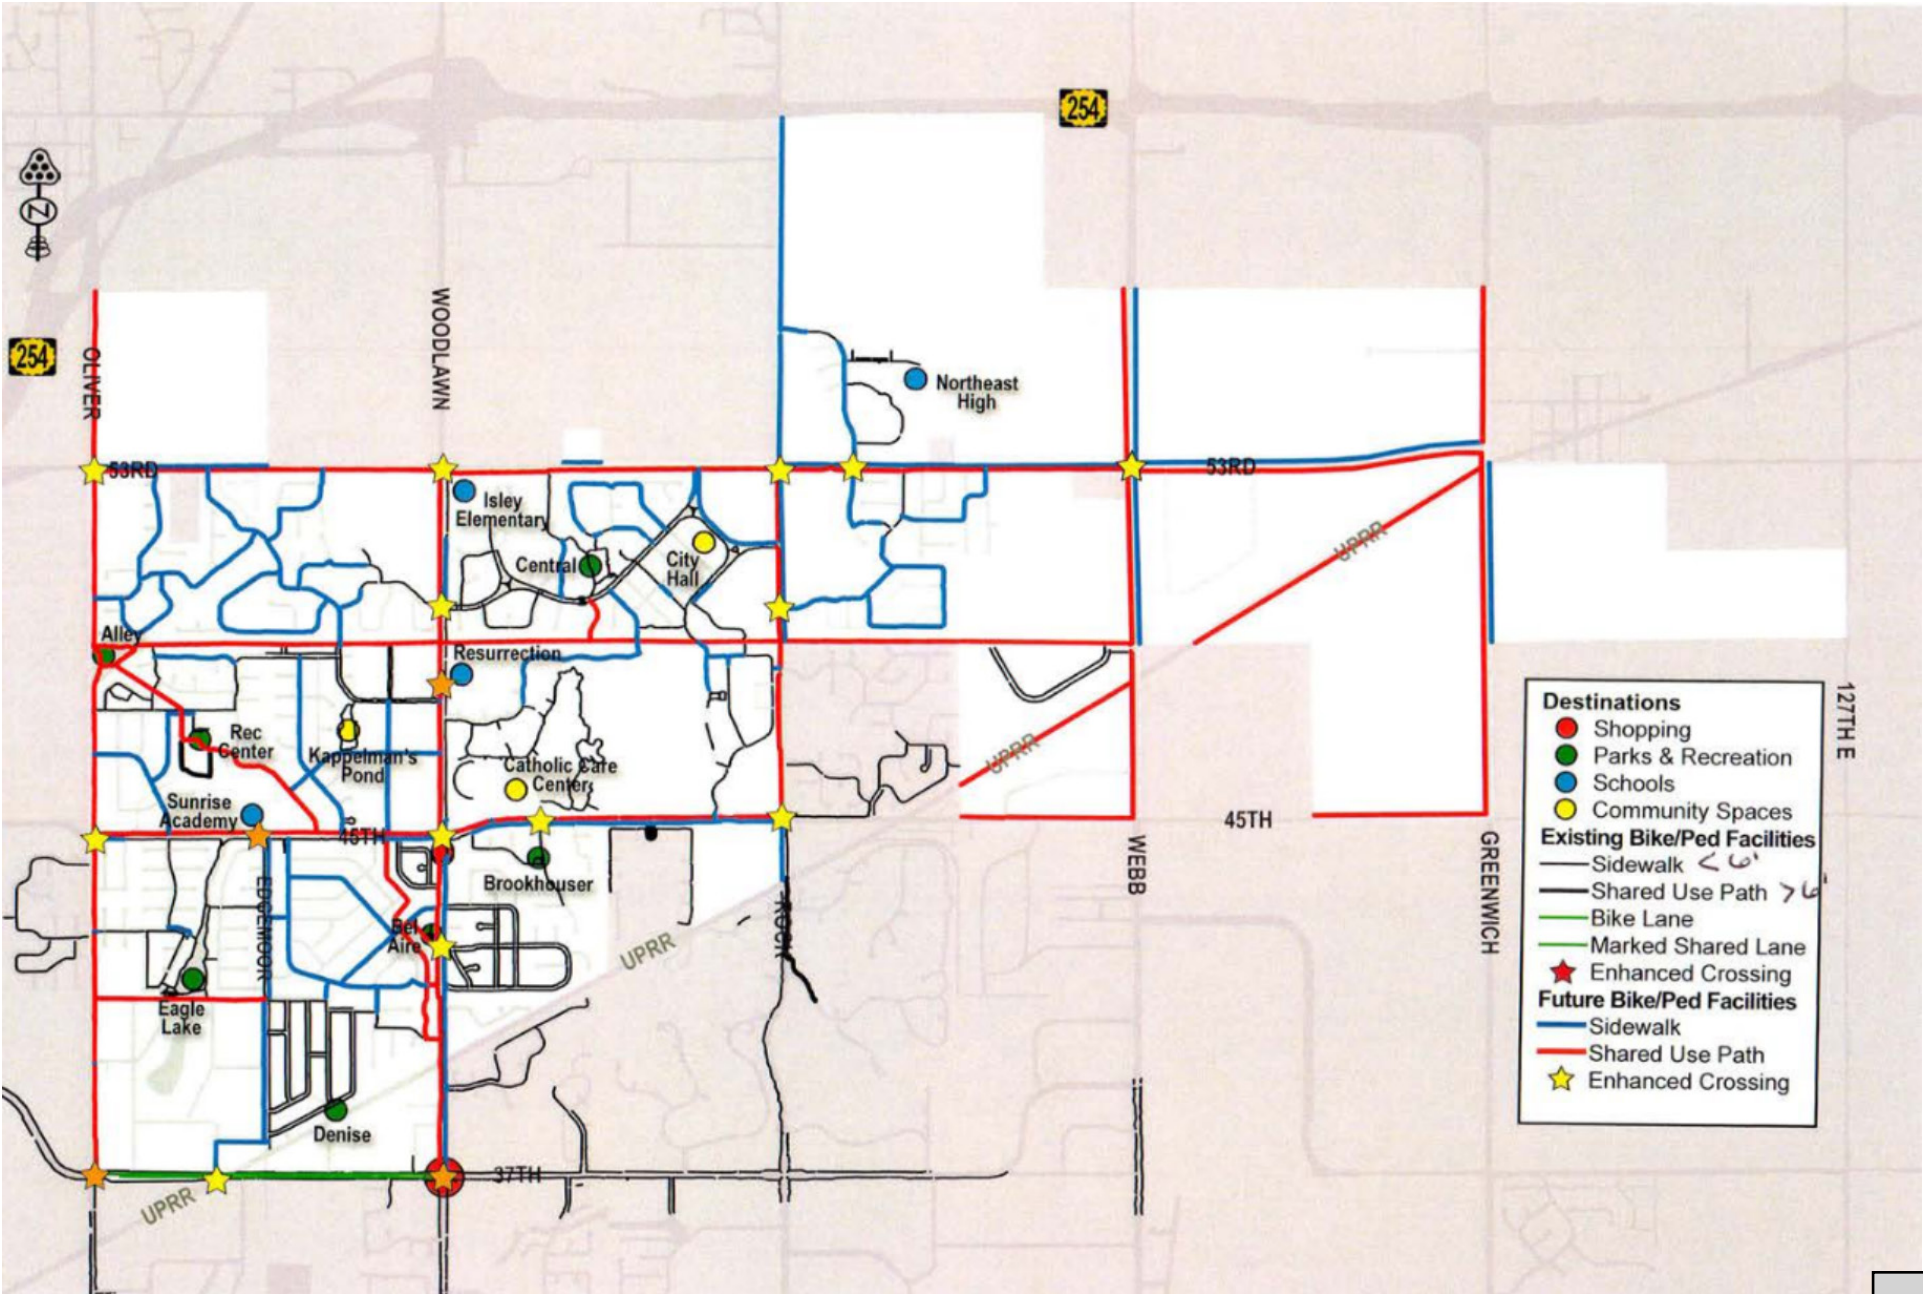 254
254
OLIVER
WOODLAWN
Northeast
High
53RD
53RD
Isley
Elementary
Central
City
Hall
UPRR
Alley
Resurrection
Rec
Center
Kappelman's
Pond
Catholic Care
Center
UPRR
Sunrise
Academy
45TH
45TH
WEBB
GREENWICH
127TH E
Brookhouser
EDGEMOOR
Bel
Aire
ROCK
UPRR
Eagle
Lake
Denise
37TH
UPRR
N
Destinations
Shopping
Parks & Recreation
Schools
Community Spaces
Existing Bike/Ped Facilities
Sidewalk < 6'
Shared Use Path > 6'
Bike Lane
Marked Shared Lane
Enhanced Crossing
Future Bike/Ped Facilities
Sidewalk
Shared Use Path
Enhanced Crossing